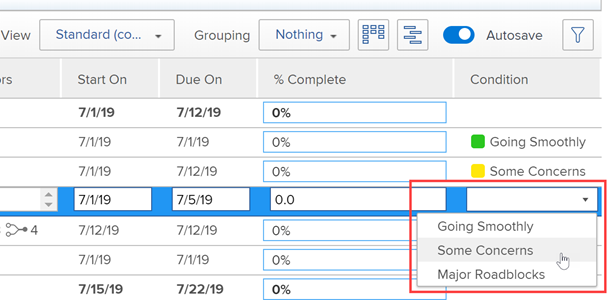 View Standard (co... Grouping Nothing Autosave
ors Start On Due On % Complete Condition
7/1/19 7/12/19 0%
7/1/19 7/1/19 0% Going Smoothly
7/1/19 7/12/19 0% Some Concerns
7/1/19 7/5/19 0.0
4 7/12/19 7/12/19 0% Going Smoothly
7/1/19 7/1/19 0% Some Concerns
7/15/19 7/22/19 0% Major Roadblocks